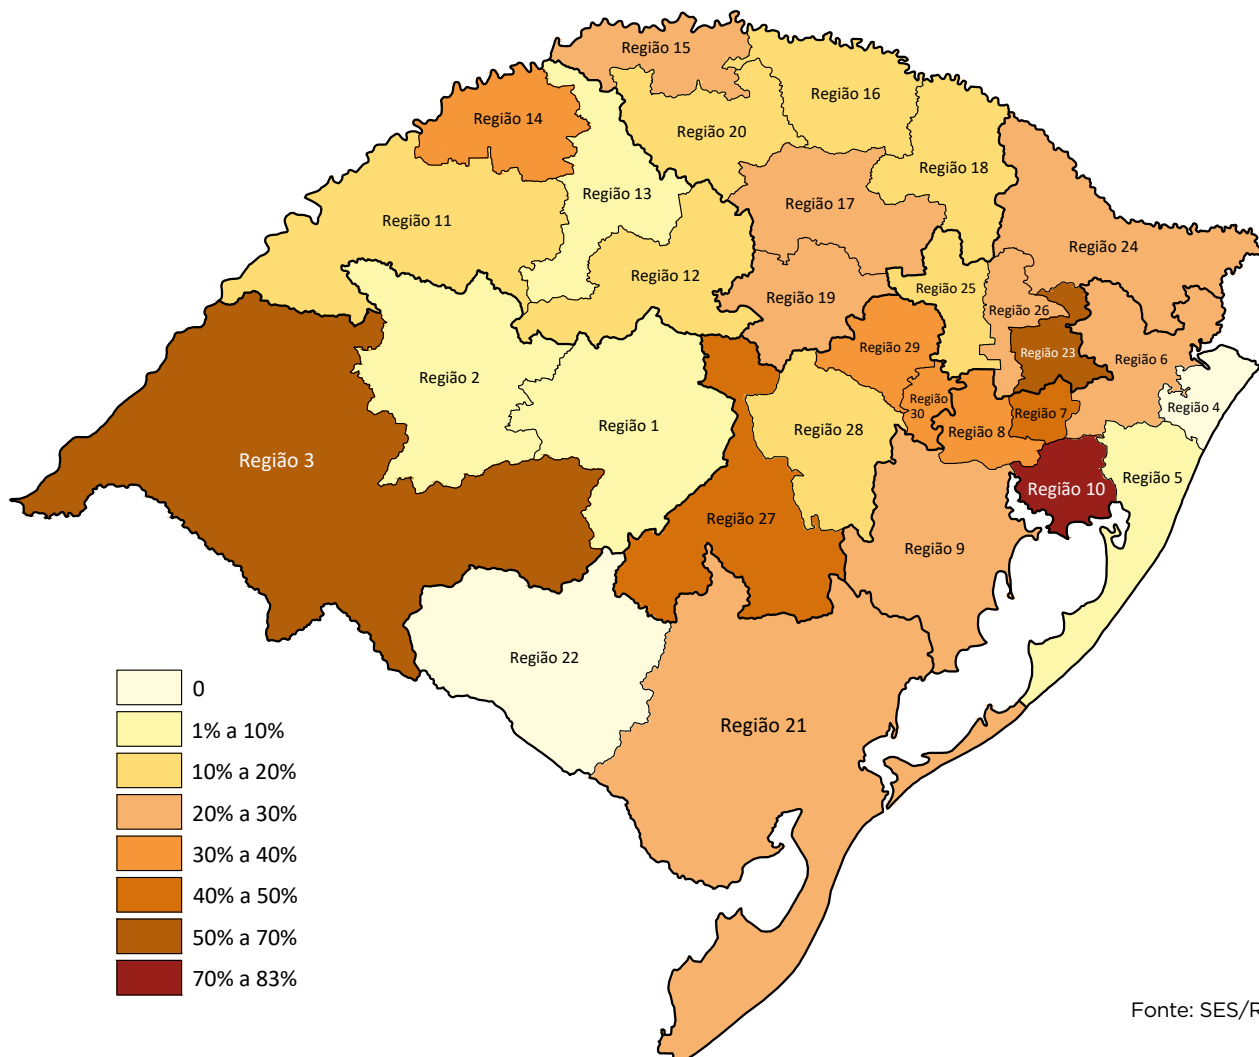 Região 15
Região 16
Região 14
Região 20
Região 18
Região 13
Região 17
Região 11
Região 24
Região 12
Região 25
Região 19
Região 26
Região 29
Região 23
Região 6
Região 2
Região
30
Região 7
Região 4
Região 1
Região 28
Região 8
Região 3
Região 5
Região 10
Região 27
Região 9
Região 22
Região 21
0
1% a 10%
10% a 20%
20% a 30%
30% a 40%
40% a 50%
50% a 70%
70% a 83%
Fonte: SES/R